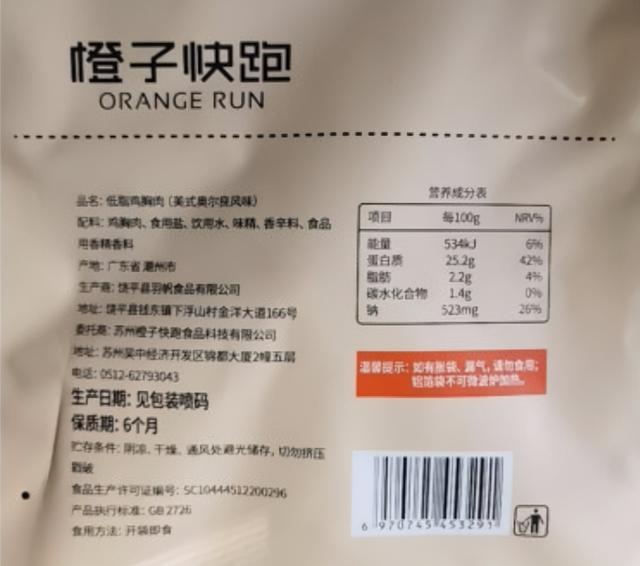 橙子快跑
ORANGE RUN
品名: 低脂鸡胸肉 (美式奥尔良风味)
配料: 鸡胸肉、食用盐、饮用水、味精、香辛料、食品
用香精香料
产地: 广东省 潮州市
生产商: 饶平县羽帆食品有限公司
地址: 饶平县钱东镇下浮山村金洋大道166号
委托商: 苏州橙子快跑食品科技有限公司
地址: 苏州吴中经济开发区锦都大厦2幢五层
电话: 0512-62793043
生产日期: 见包装喷码
保质期: 6个月
贮存条件: 阴凉、干燥、通风处避光储存, 切勿挤压
戳破
食品生产许可证编号: SC10444512200296
产品执行标准: GB 2726
食用方法: 开袋即食
营养成分表
项目 每100g NRV%
能量 534kJ 6%
蛋白质 25.2g 42%
脂肪 2.2g 4%
碳水化合物 1.4g 0%
钠 523mg 26%
温馨提示: 如有胀袋、漏气, 请勿食用;
铝箔袋不可微波炉加热。
6 970745 453291